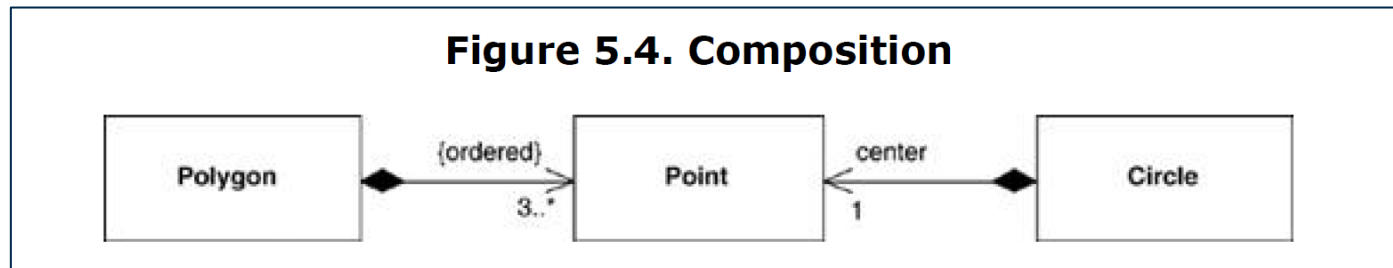 Figure 5.4. Composition
{ordered}
center
Polygon
Point
Circle
3..*
1